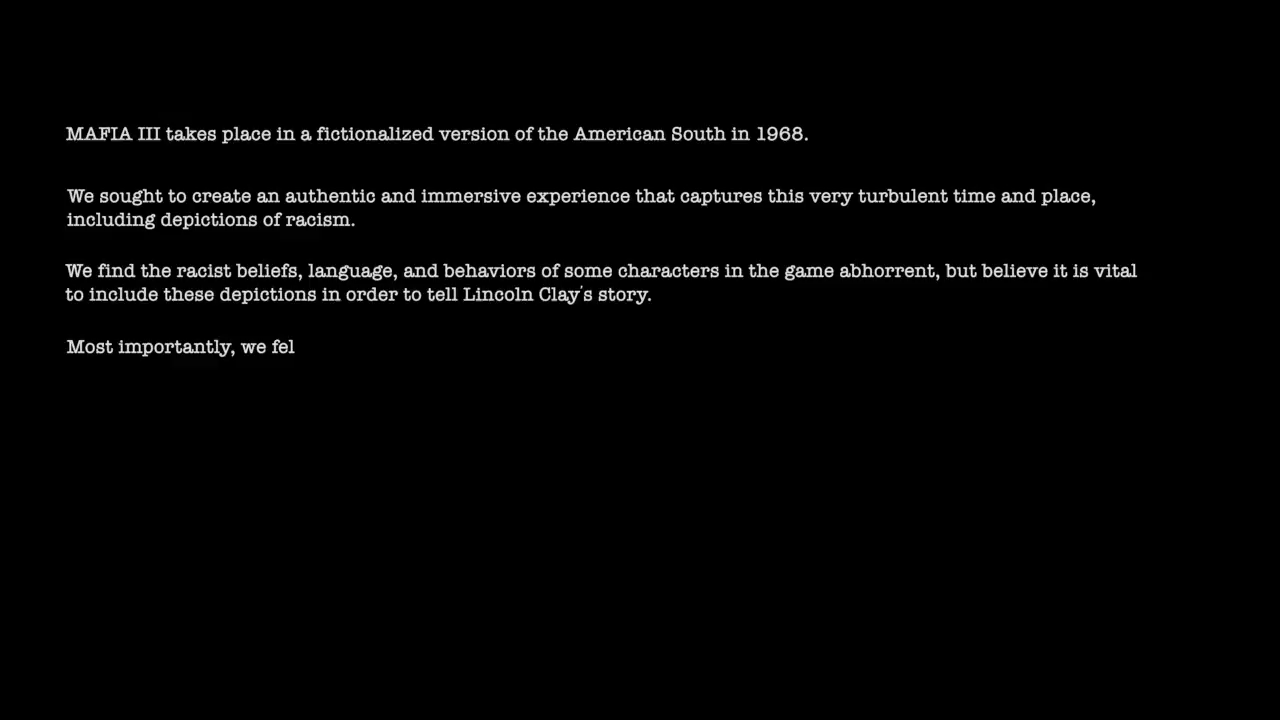 MAFIA III takes place in a fictionalized version of the American South in 1968.
We sought to create an authentic and immersive experience that captures this very turbulent time and place,
including depictions of racism.
We find the racist beliefs, language, and behaviors of some characters in the game abhorrent, but believe it is vital
to include these depictions in order to tell Lincoln Clay's story.
Most importantly, we fel